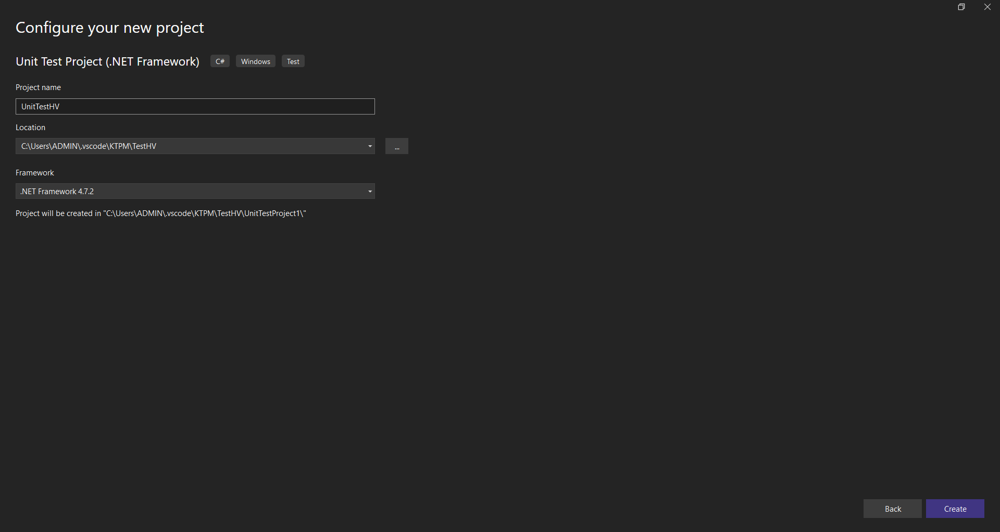 Configure your new project
Unit Test Project (.NET Framework) C# Windows Test
Project name
UnitTestHV
Location
C:\Users\ADMIN\.vscode\KTPM\TestHV
...
Framework
.NET Framework 4.7.2
Project will be created in "C:\Users\ADMIN\.vscode\KTPM\TestHV\UnitTestProject1\"
Back Create